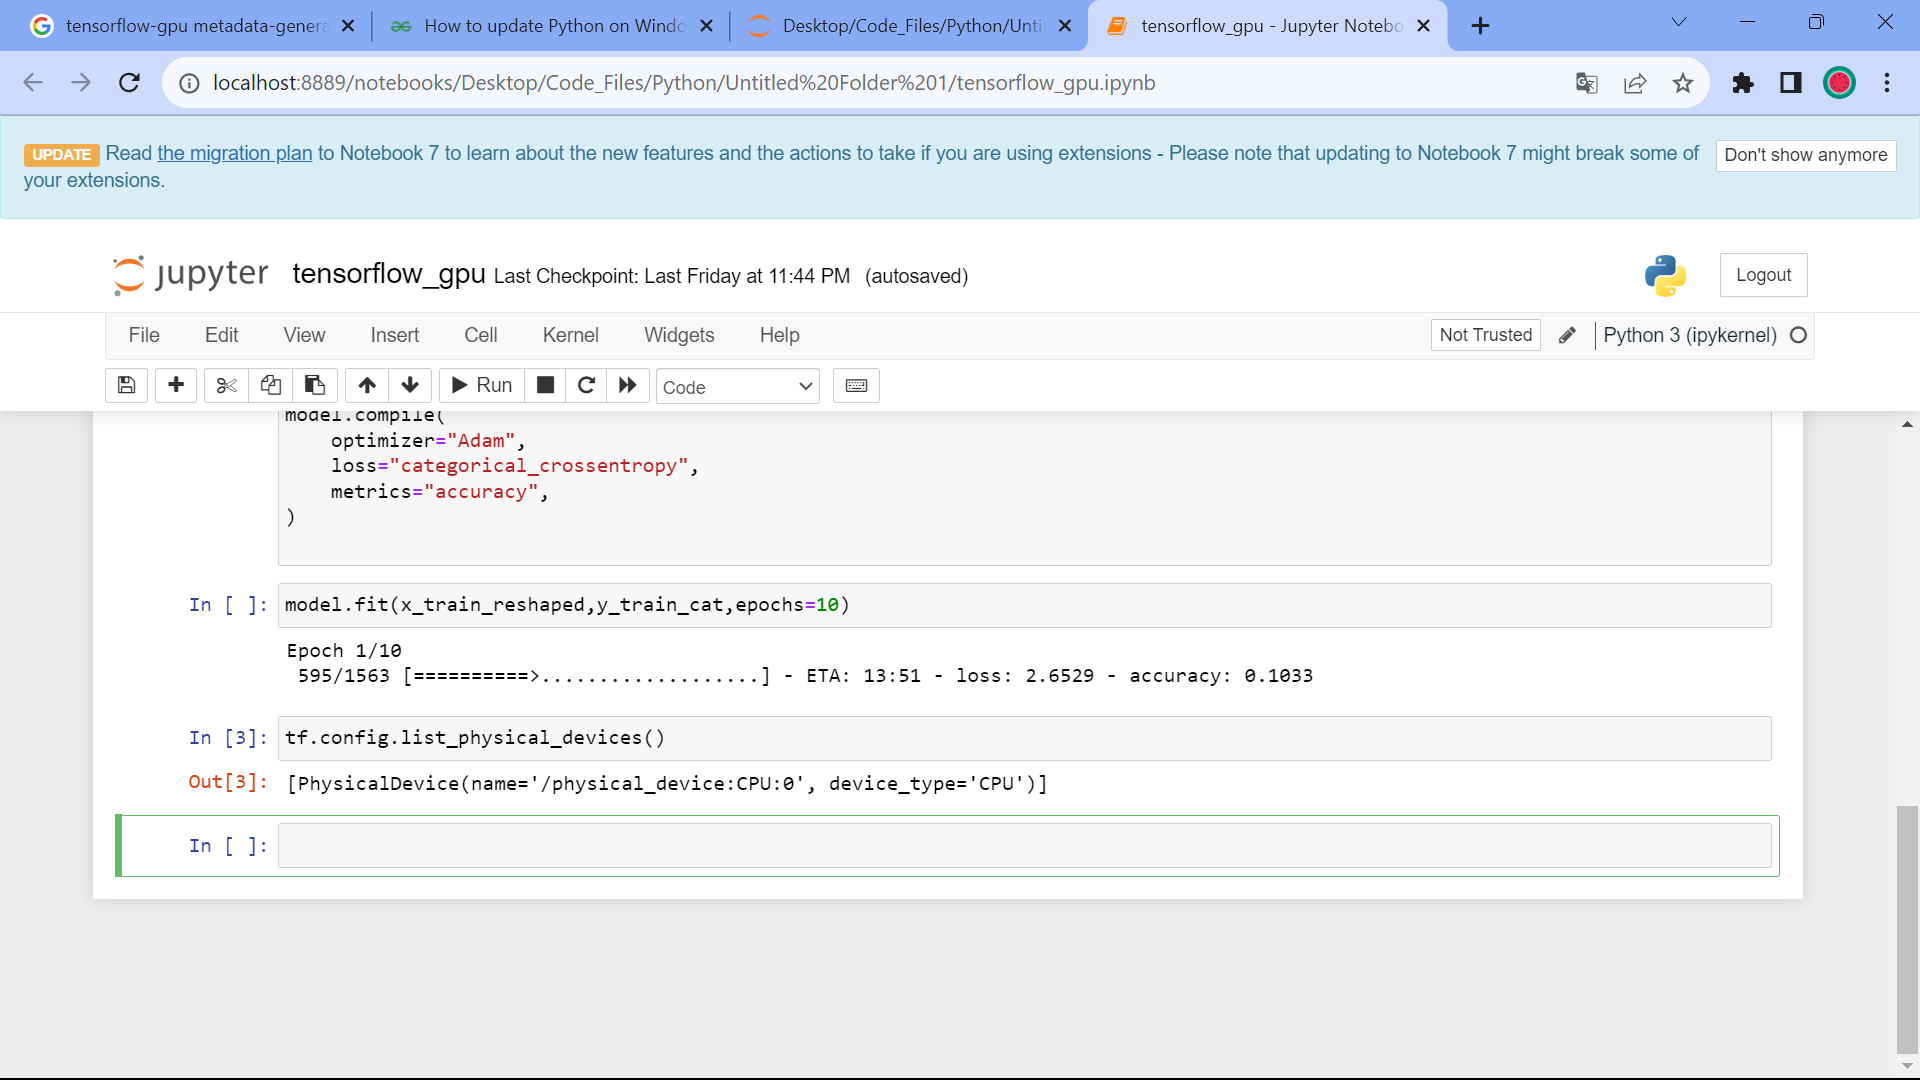 tensorflow-gpu metadata-genera
How to update Python on Windo
Desktop/Code_Files/Python/Unti
tensorflow_gpu - Jupyter Notebo
localhost:8889/notebooks/Desktop/Code_Files/Python/Untitled%20Folder%201/tensorflow_gpu.ipynb
UPDATE Read the migration plan to Notebook 7 to learn about the new features and the actions to take if you are using extensions - Please note that updating to Notebook 7 might break some of
your extensions.
Don't show anymore
jupyter tensorflow_gpu Last Checkpoint: Last Friday at 11:44 PM (autosaved)
Logout
File Edit View Insert Cell Kernel Widgets Help
Not Trusted Python 3 (ipykernel)
Run Code
model.compile(
optimizer="Adam",
loss="categorical_crossentropy",
metrics="accuracy",
)
In [ ]: model.fit(x_train_reshaped,y_train_cat,epochs=10)
Epoch 1/10
595/1563 [==========>...................] - ETA: 13:51 - loss: 2.6529 - accuracy: 0.1033
In [3]: tf.config.list_physical_devices()
Out[3]: [PhysicalDevice(name='/physical_device:CPU:0', device_type='CPU')]
In [ ]: